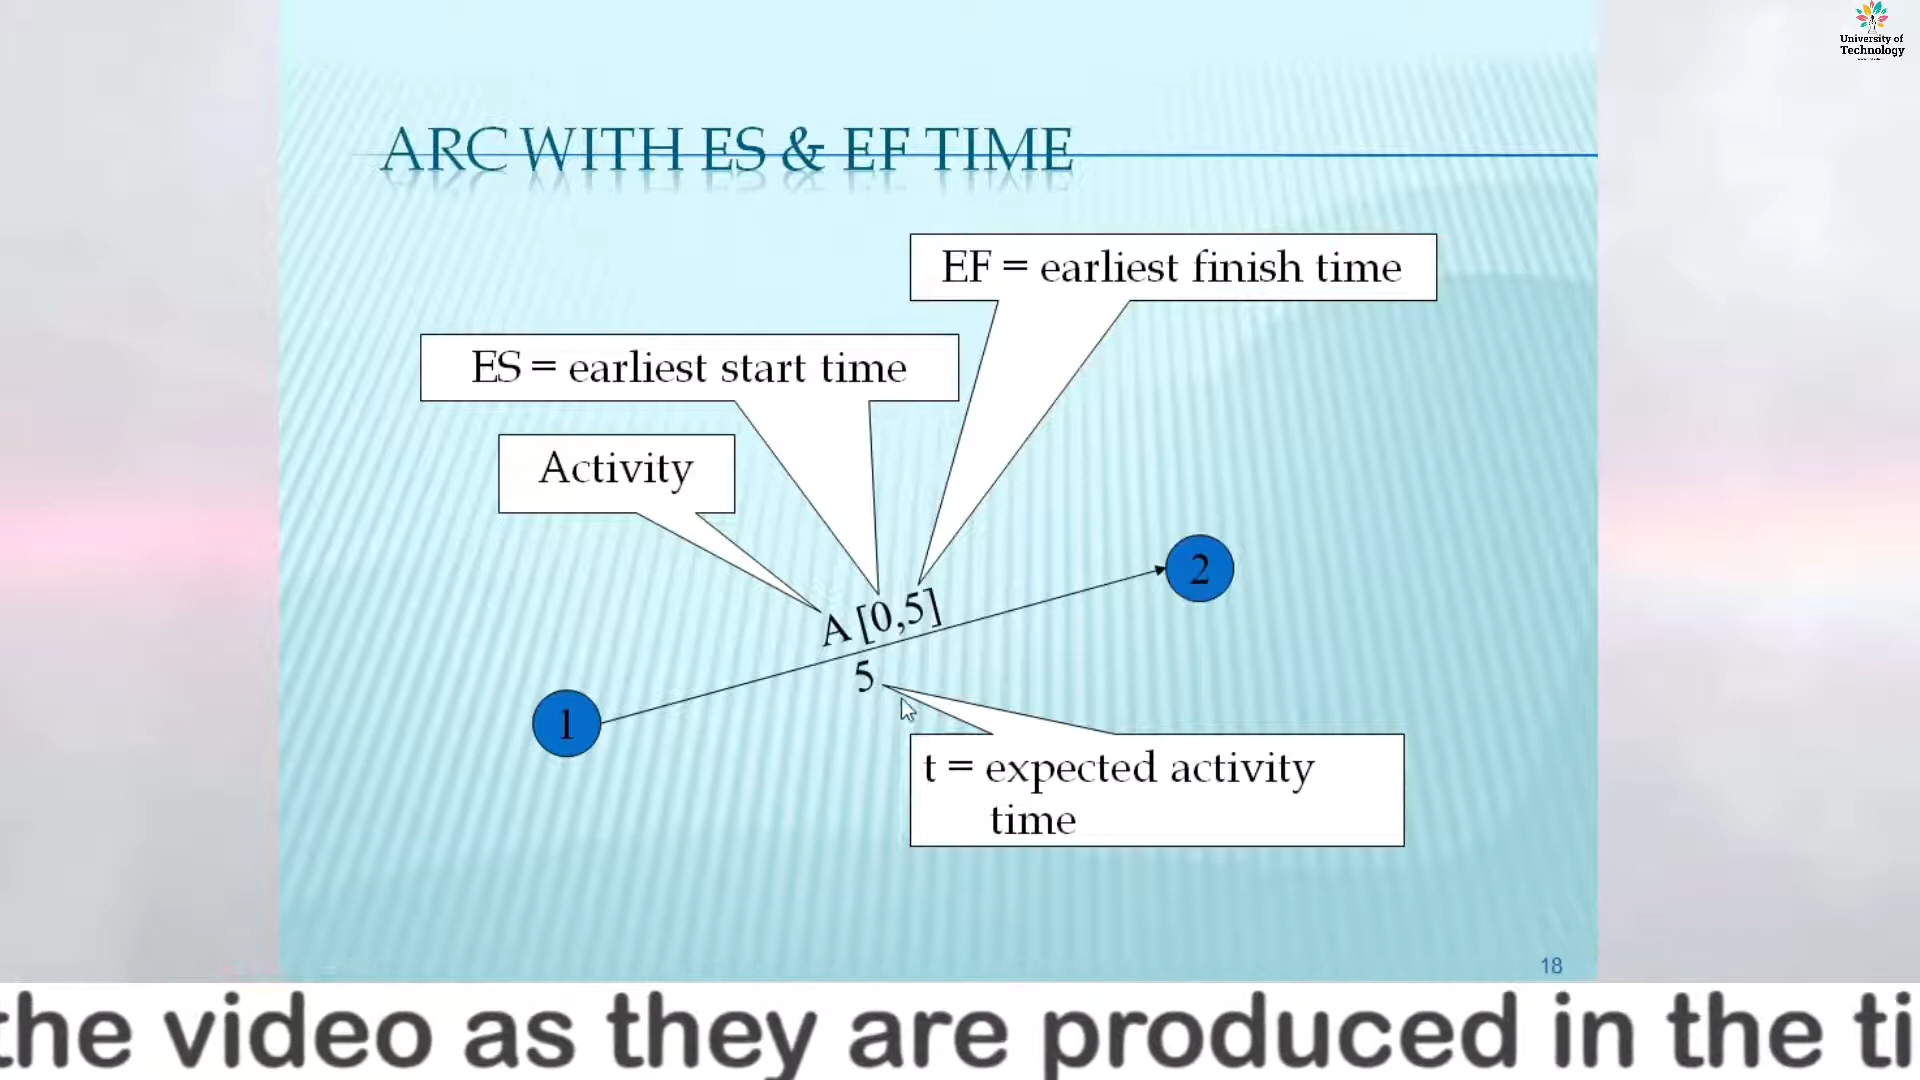 University of
Technology
ARC WITH ES & EF TIME
EF = earliest finish time
ES = earliest start time
Activity
A [0,5]
5
1
2
t = expected activity
time
18
the video as they are produced in the ti